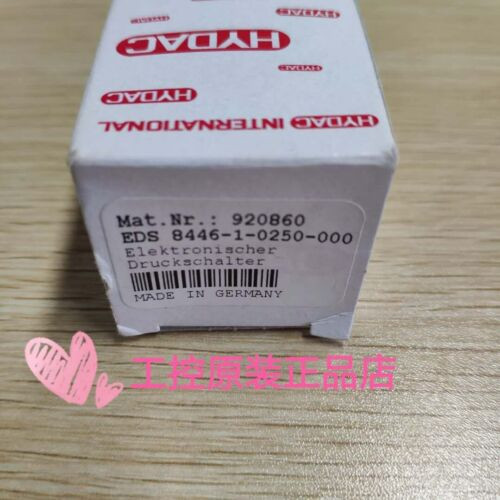 HYDAC
HYDAC
HYDAC
HYDAC INTERNATIONAL
Mat.Nr.: 920860
EDS 8446-1-0250-000
Elektronischer
Druckschalter
MADE IN GERMANY
工控原装正品店